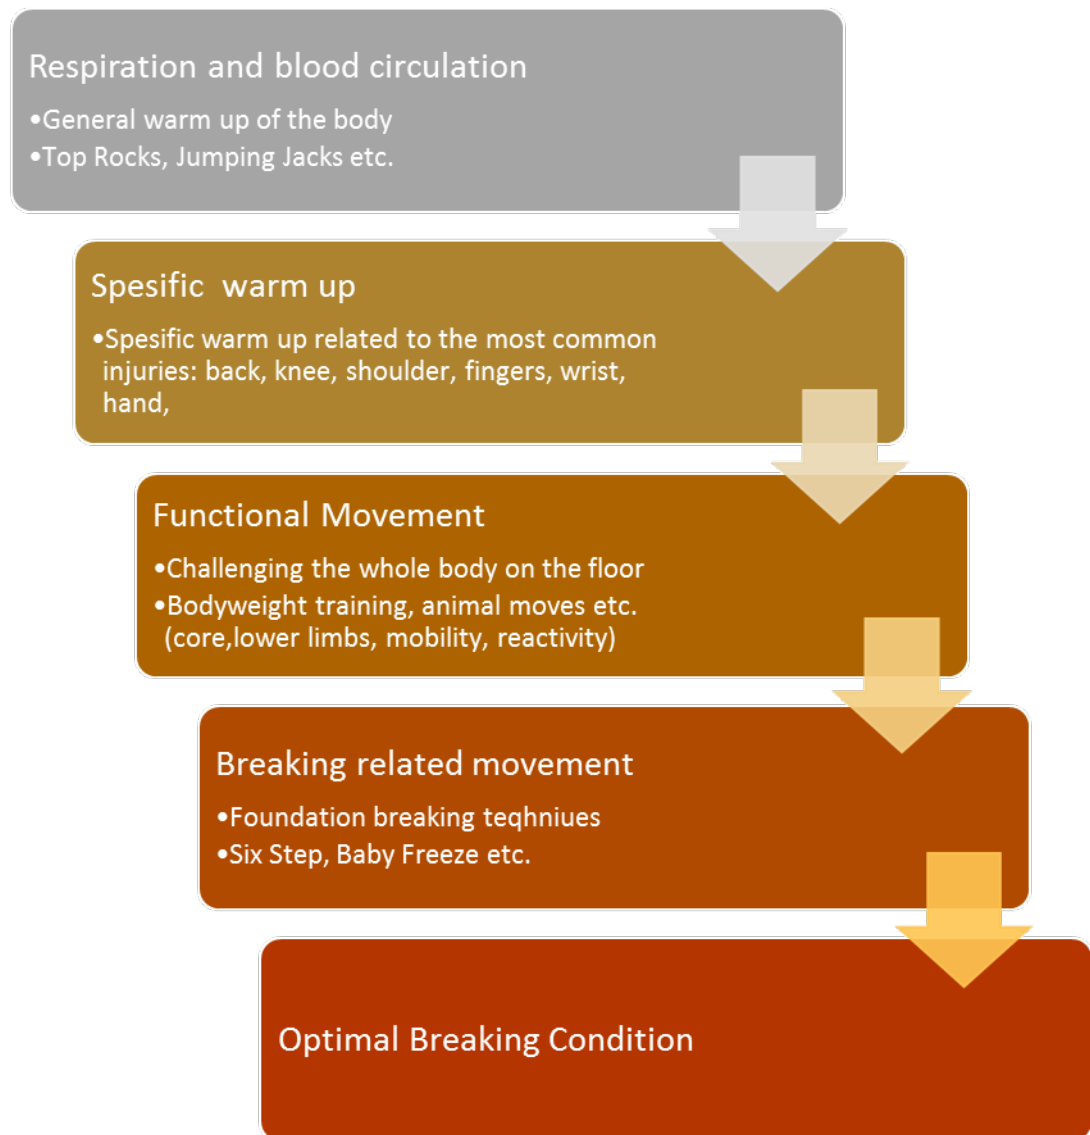 Respiration and blood circulation
•General warm up of the body
•Top Rocks, Jumping Jacks etc.
Spesific  warm up
•Spesific warm up related to the most common
injuries: back, knee, shoulder, fingers, wrist,
hand,
Functional Movement
•Challenging the whole body on the floor
•Bodyweight training, animal moves etc.
(core,lower limbs, mobility, reactivity)
Breaking related movement
•Foundation breaking teqhniues
•Six Step, Baby Freeze etc.
Optimal Breaking Condition